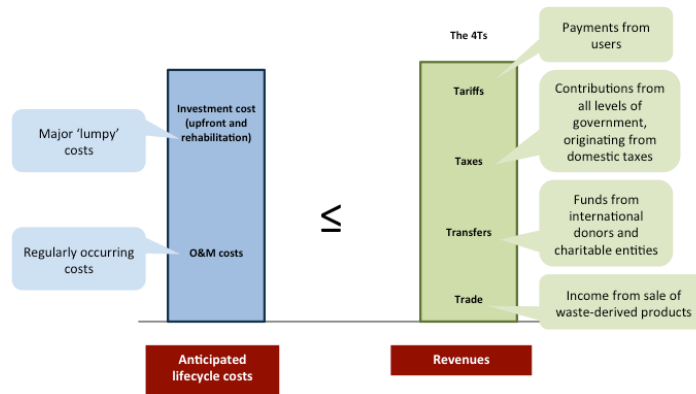 The 4Ts
Payments from
users
Investment cost
(upfront and
rehabilitation)
Major ‘lumpy’
costs
Tariffs
Contributions from
all levels of
government,
originating from
domestic taxes
Taxes
≤
Regularly occurring
costs
O&M costs
Transfers
Funds from
international
donors and
charitable entities
Trade
Income from sale of
waste-derived products
Anticipated
lifecycle costs
Revenues